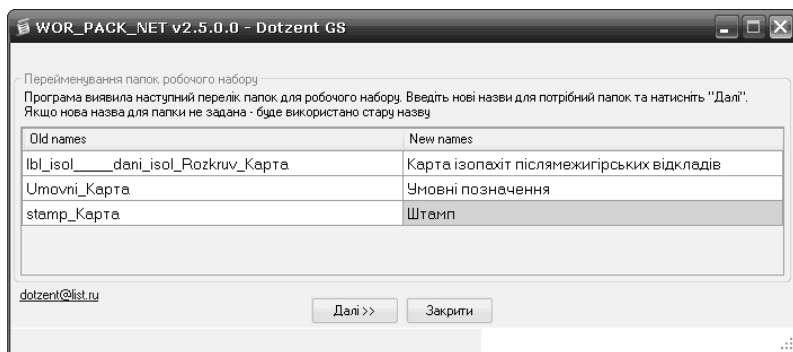 WOR_PACK_NET v2.5.0.0 - Dotzent GS
Перейменування папок робочого набору
Програма виявила наступний перелік папок для робочого набору. Введіть нові назви для потрібний папок та натисніть "Далі".
Якщо нова назва для папки не задана - буде використано стару назву
Old names New names
lbl_isol_____dani_isol_Rozkruv_Карта Карта ізопахіт післямежигірських відкладів
Umovni_Карта Умовні позначення
stamp_Карта Штамп
dotzent@list.ru
Далі >> Закрити